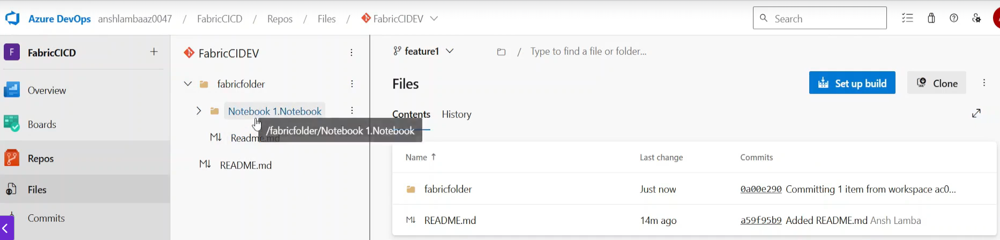 Azure DevOps anshlambaaz0047 / FabricCICD / Repos / Files / FabricCIDEV
Search
F FabricCICD +
Overview
Boards
Repos
Files
Commits
FabricCIDEV
fabricfolder
Notebook 1.Notebook
/fabricfolder/Notebook 1.Notebook
M↓ Readme.md
M↓ README.md
feature1
/ Type to find a file or folder...
Files
Set up build
Clone
Contents History
Name ↑ Last change Commits
fabricfolder Just now 0a00e290 Committing 1 item from workspace ac0...
M↓ README.md 14m ago a59f95b9 Added README.md Ansh Lamba